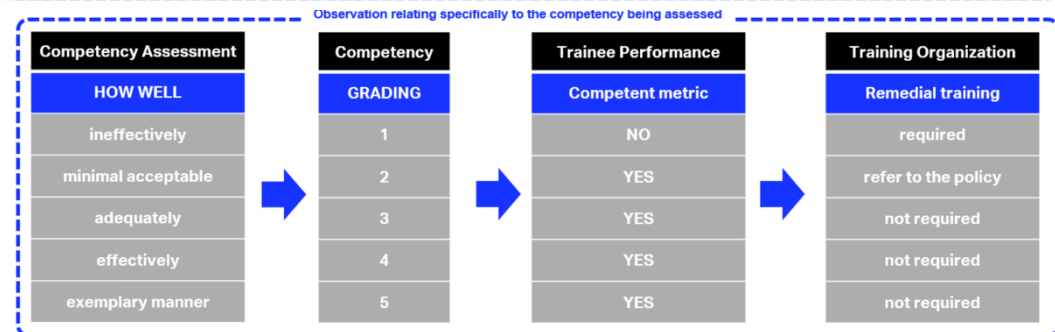 Observation relating specifically to the competency being assessed
Competency Assessment
HOW WELL
ineffectively
minimal acceptable
adequately
effectively
exemplary manner
Competency
GRADING
1
2
3
4
5
Trainee Performance
Competent metric
NO
YES
YES
YES
YES
Training Organization
Remedial training
required
refer to the policy
not required
not required
not required